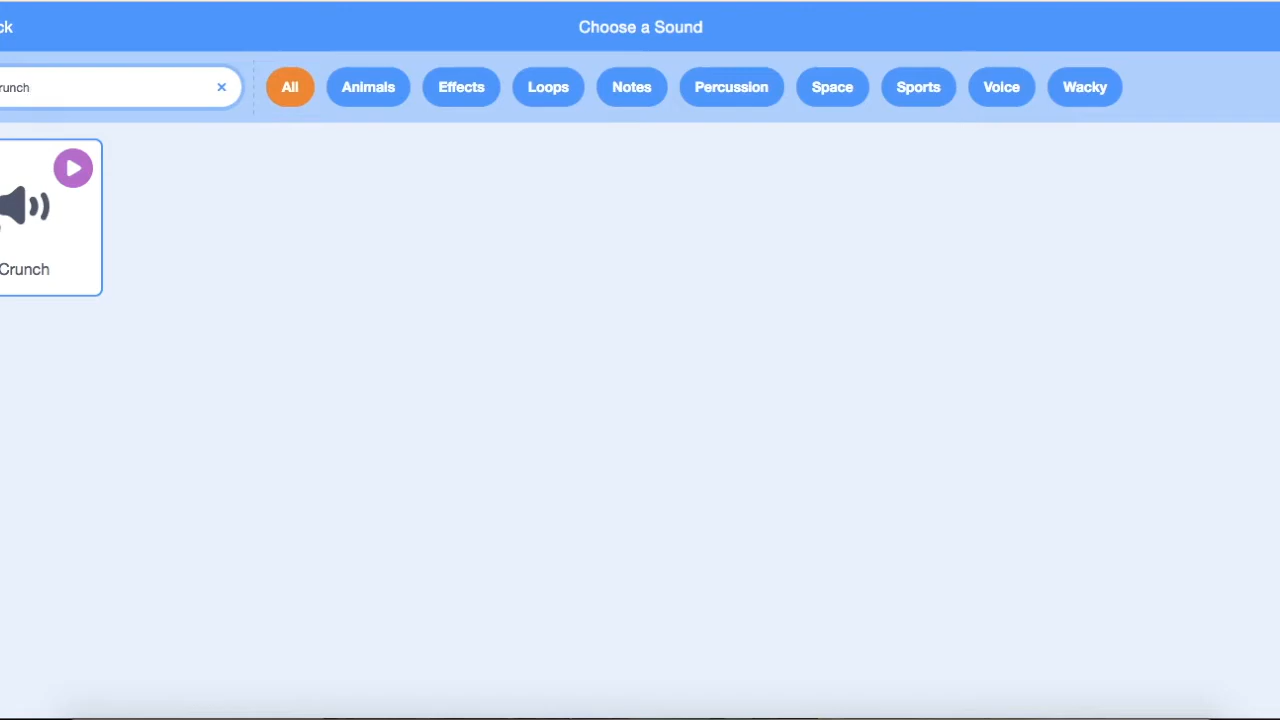 ck
Choose a Sound
runch
All
Animals
Effects
Loops
Notes
Percussion
Space
Sports
Voice
Wacky
Crunch